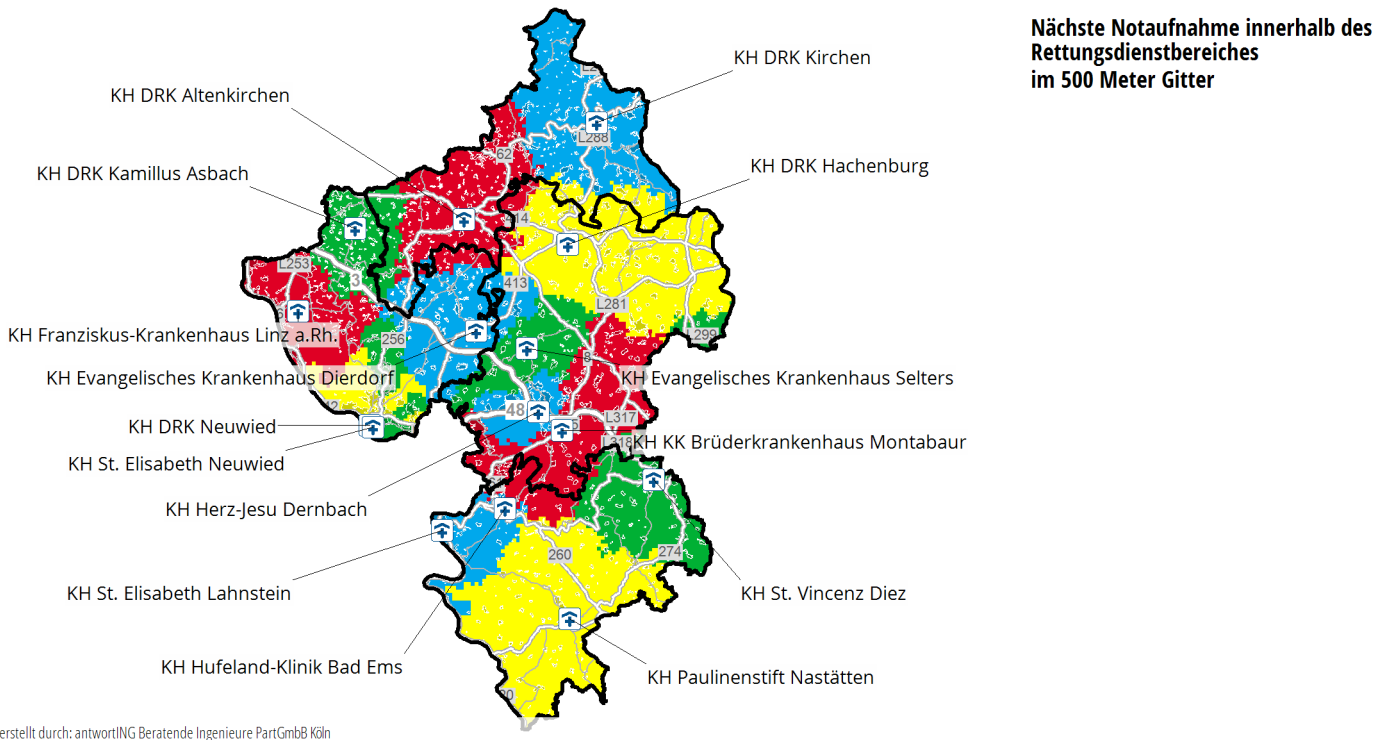 Nächste Notaufnahme innerhalb des
Rettungsdienstbereiches
im 500 Meter Gitter
KH DRK Kirchen
KH DRK Altenkirchen
L288
62
KH DRK Hachenburg
KH DRK Kamillus Asbach
414
L253
3
413
L281
KH Franziskus-Krankenhaus Linz a.Rh.
256
L299
8
KH Evangelisches Krankenhaus Dierdorf
KH Evangelisches Krankenhaus Selters
42
48
L317
KH DRK Neuwied
L318
KH KK Brüderkrankenhaus Montabaur
KH St. Elisabeth Neuwied
KH Herz-Jesu Dernbach
260
274
KH St. Elisabeth Lahnstein
KH St. Vincenz Diez
KH Hufeland-Klinik Bad Ems
KH Paulinenstift Nastätten
erstellt durch: antwortING Beratende Ingenieure PartGmbB Köln